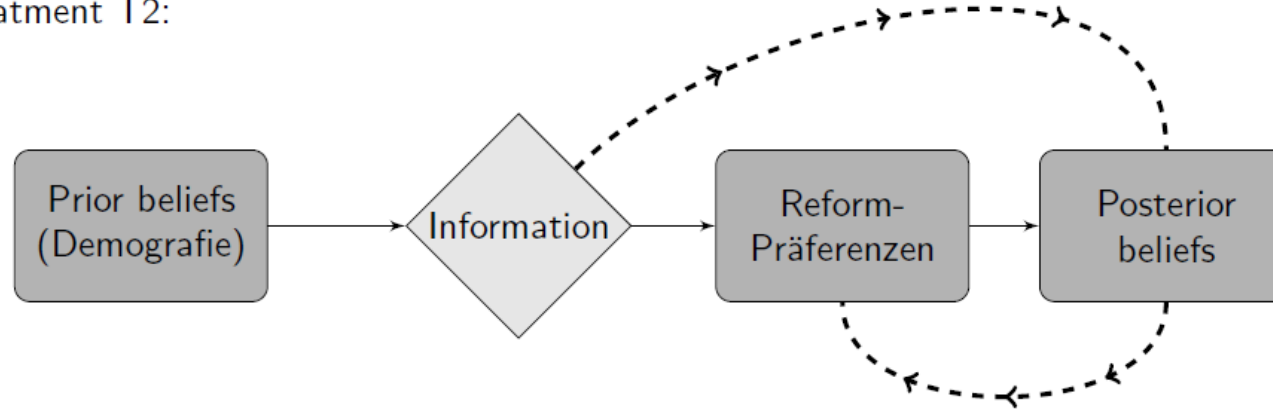 atment T2:
Prior beliefs
(Demografie)
Information
Reform-
Präferenzen
Posterior
beliefs